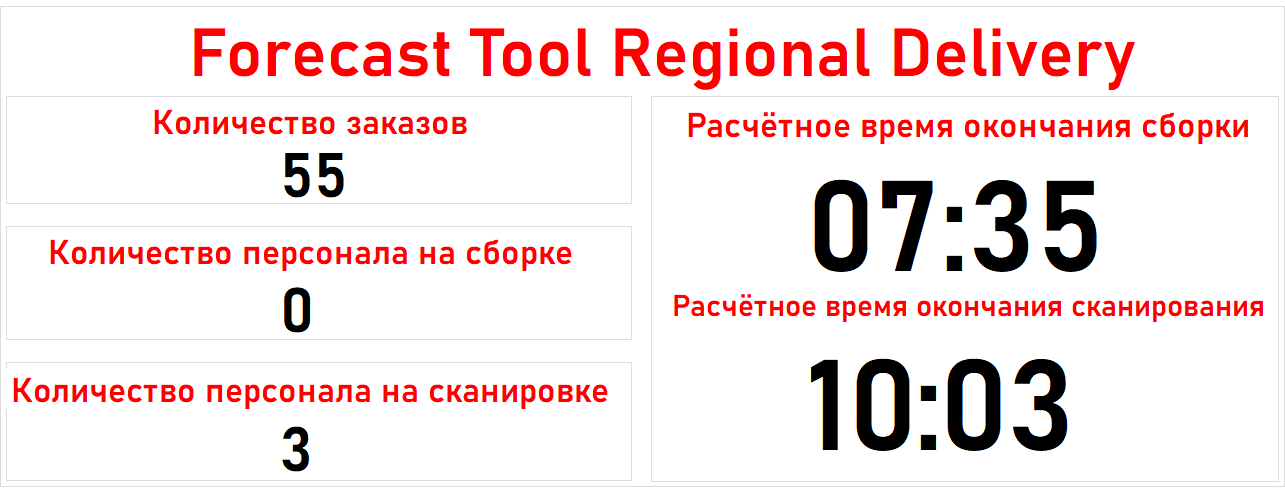 Forecast Tool Regional Delivery
Количество заказов
55
Количество персонала на сборке
0
Количество персонала на сканировке
3
Расчётное время окончания сборки
07:35
Расчётное время окончания сканирования
10:03